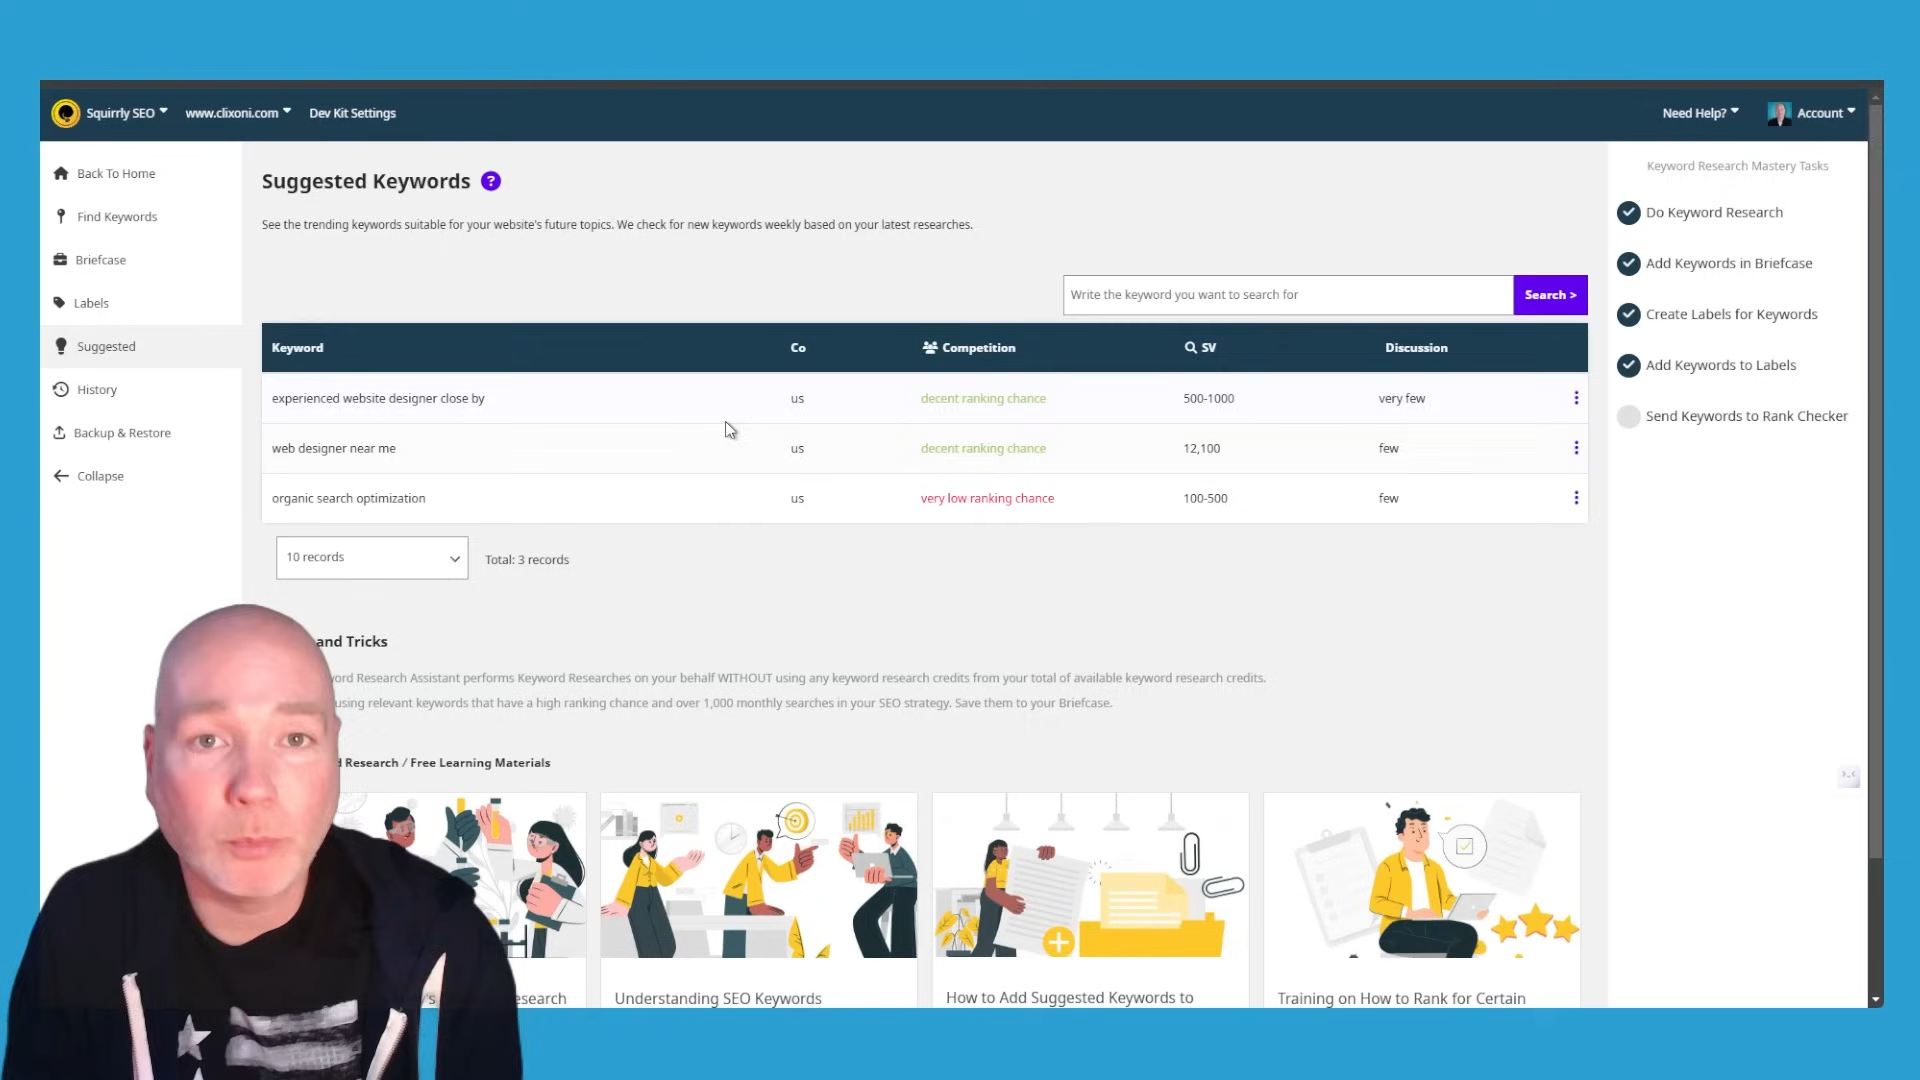 Squirrly SEO www.clixoni.com Dev Kit Settings Need Help? Account
Back To Home
Find Keywords
Briefcase
Labels
Suggested
History
Backup & Restore
Collapse
Suggested Keywords ?
See the trending keywords suitable for your website's future topics. We check for new keywords weekly based on your latest researches.
Write the keyword you want to search for Search >
Keyword Co Competition SV Discussion
experienced website designer close by us decent ranking chance 500-1000 very few
web designer near me us decent ranking chance 12,100 few
organic search optimization us very low ranking chance 100-500 few
10 records Total: 3 records
and Tricks
Research Assistant performs Keyword Researches on your behalf WITHOUT using any keyword research credits from your total of available keyword research credits.
using relevant keywords that have a high ranking chance and over 1,000 monthly searches in your SEO strategy. Save them to your Briefcase.
Research / Free Learning Materials
Understanding SEO Keywords
How to Add Suggested Keywords to
Training on How to Rank for Certain
Keyword Research Mastery Tasks
Do Keyword Research
Add Keywords in Briefcase
Create Labels for Keywords
Add Keywords to Labels
Send Keywords to Rank Checker